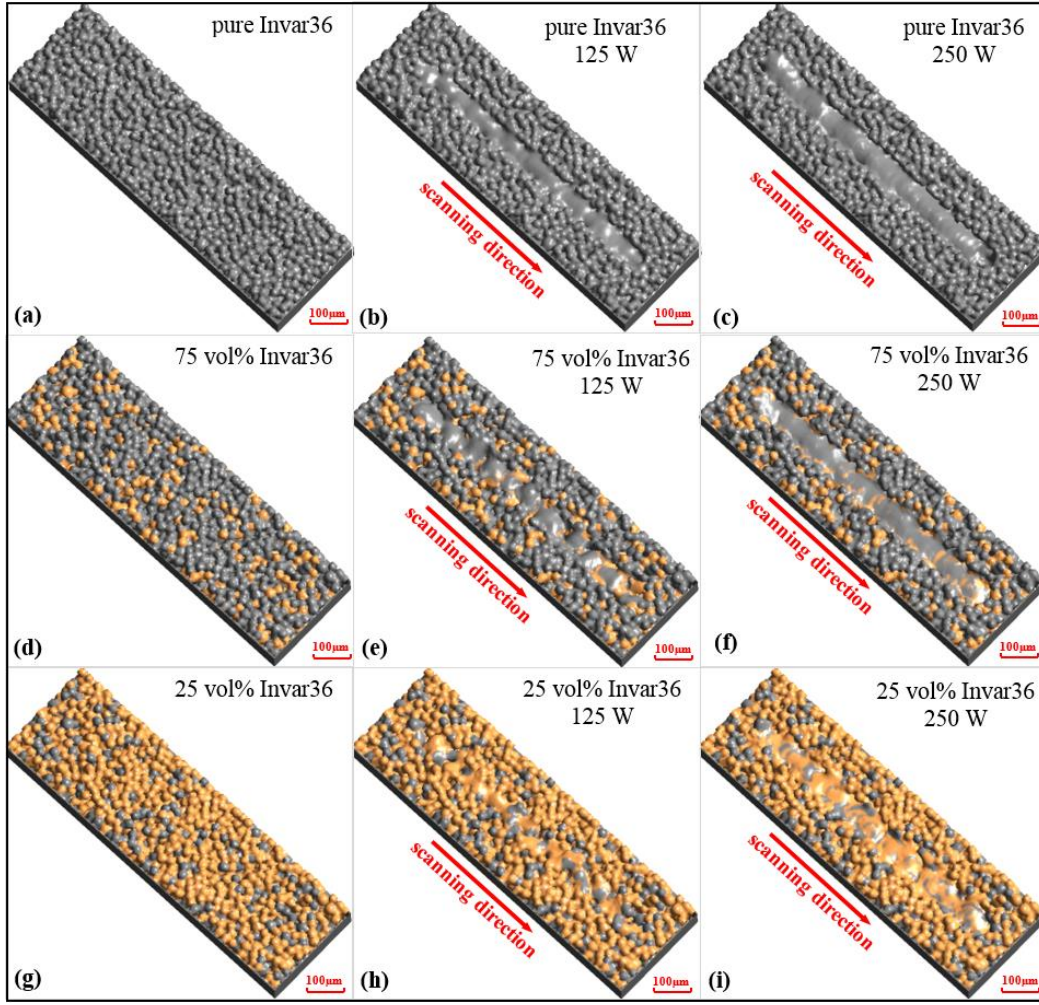 pure Invar36
(a)
100μm
pure Invar36
125 W
scanning direction
(b)
100μm
pure Invar36
250 W
scanning direction
(c)
100μm
75 vol% Invar36
(d)
100μm
75 vol% Invar36
125 W
scanning direction
(e)
100μm
75 vol% Invar36
250 W
scanning direction
(f)
100μm
25 vol% Invar36
(g)
100μm
25 vol% Invar36
125 W
scanning direction
(h)
100μm
25 vol% Invar36
250 W
scanning direction
(i)
100μm